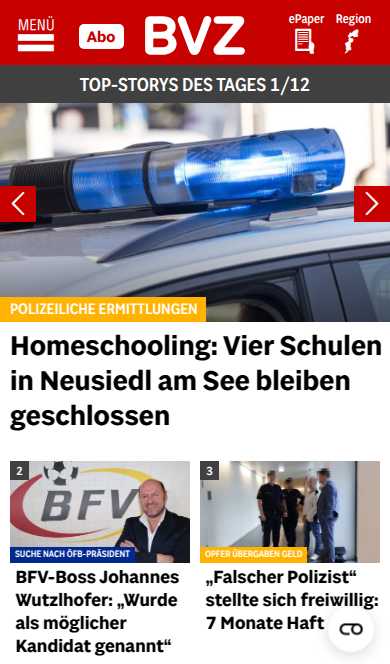 MENÜ
Abo
BVZ
ePaper
Region
TOP-STORYS DES TAGES 1/12
POLIZEILICHE ERMITTLUNGEN
Homeschooling: Vier Schulen
in Neusiedl am See bleiben
geschlossen
2
BFV
SUCHE NACH ÖFB-PRÄSIDENT
BFV-Boss Johannes
Wutzlhofer: „Wurde
als möglicher
Kandidat genannt“
3
OPFER ÜBERGABEN GELD
„Falscher Polizist“
stellte sich freiwillig:
7 Monate Haft